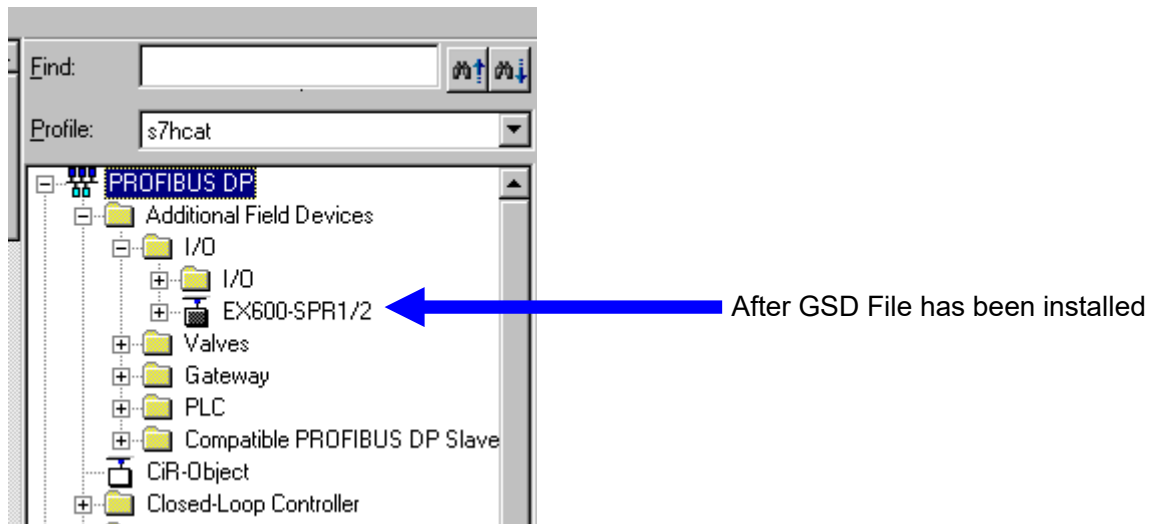 Find:
Profile: s7hcat
PROFIBUS DP
Additional Field Devices
I/O
I/O
EX600-SPR1/2 After GSD File has been installed
Valves
Gateway
PLC
Compatible PROFIBUS DP Slave
CiR-Object
Closed-Loop Controller